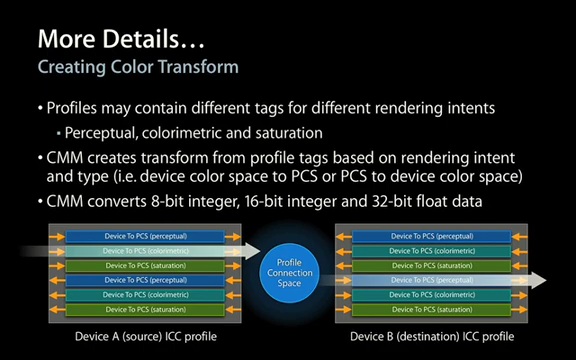 More Details…
Creating Color Transform
• Profiles may contain different tags for different rendering intents
▪ Perceptual, colorimetric and saturation
• CMM creates transform from profile tags based on rendering intent
and type (i.e. device color space to PCS or PCS to device color space)
• CMM converts 8-bit integer, 16-bit integer and 32-bit float data
Device To PCS (perceptual)
Device To PCS (colorimetric)
Device To PCS (saturation)
Device To PCS (perceptual)
Device To PCS (colorimetric)
Device To PCS (saturation)
Device A (source) ICC profile
Profile
Connection
Space
Device To PCS (perceptual)
Device To PCS (colorimetric)
Device To PCS (saturation)
Device To PCS (perceptual)
Device To PCS (colorimetric)
Device To PCS (saturation)
Device B (destination) ICC profile